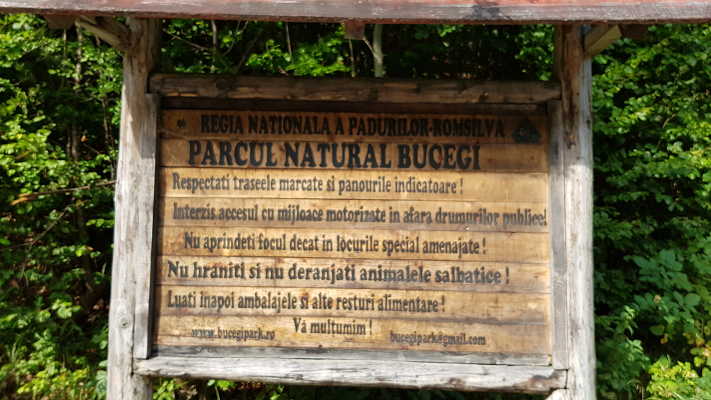 REGIA NATIONALA A PADURILOR-ROMSILVA
PARCUL NATURAL BUCEGI
Respectati traseele marcate si panourile indicatoare !
Interzis accesul cu mijloace motorizate in afara drumurilor publice!
Nu aprindeti focul decat in locurile special amenajate !
Nu hraniti si nu deranjati animalele salbatice !
Luati inapoi ambalajele si alte resturi alimentare !
Va multumim !
www.bucegipark.ro bucegipark@gmail.com